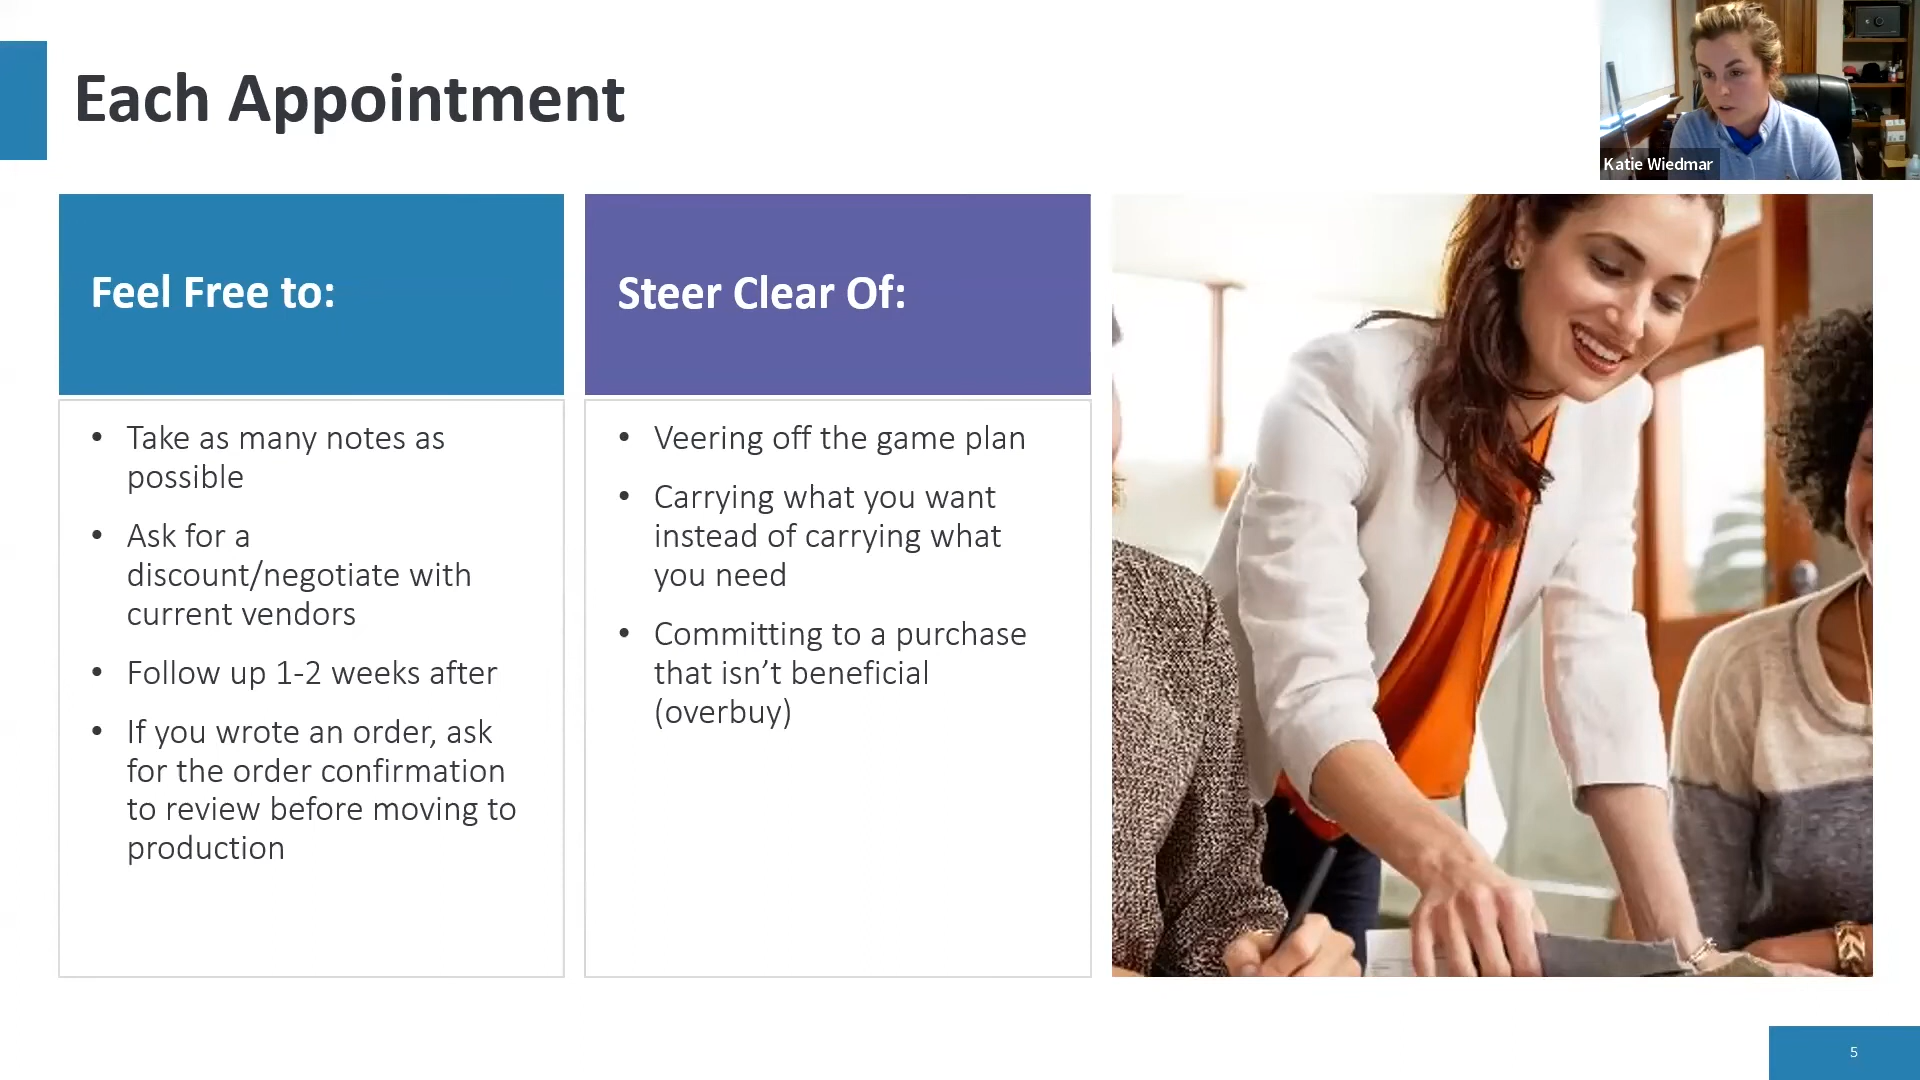 Each Appointment
Katie Wiedmar
Feel Free to:
• Take as many notes as
possible
• Ask for a
discount/negotiate with
current vendors
• Follow up 1-2 weeks after
• If you wrote an order, ask
for the order confirmation
to review before moving to
production
Steer Clear Of:
• Veering off the game plan
• Carrying what you want
instead of carrying what
you need
• Committing to a purchase
that isn’t beneficial
(overbuy)
5